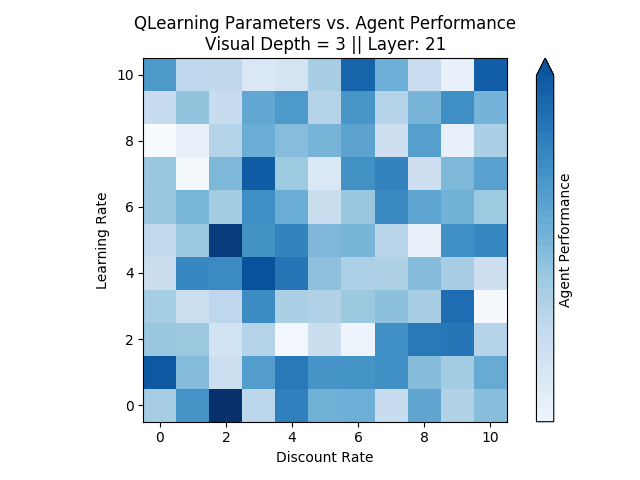 QLearning Parameters vs. Agent Performance
Visual Depth = 3 || Layer: 21
10
8
6
4
2
0
Learning Rate
0 2 4 6 8 10
Discount Rate
Agent Performance